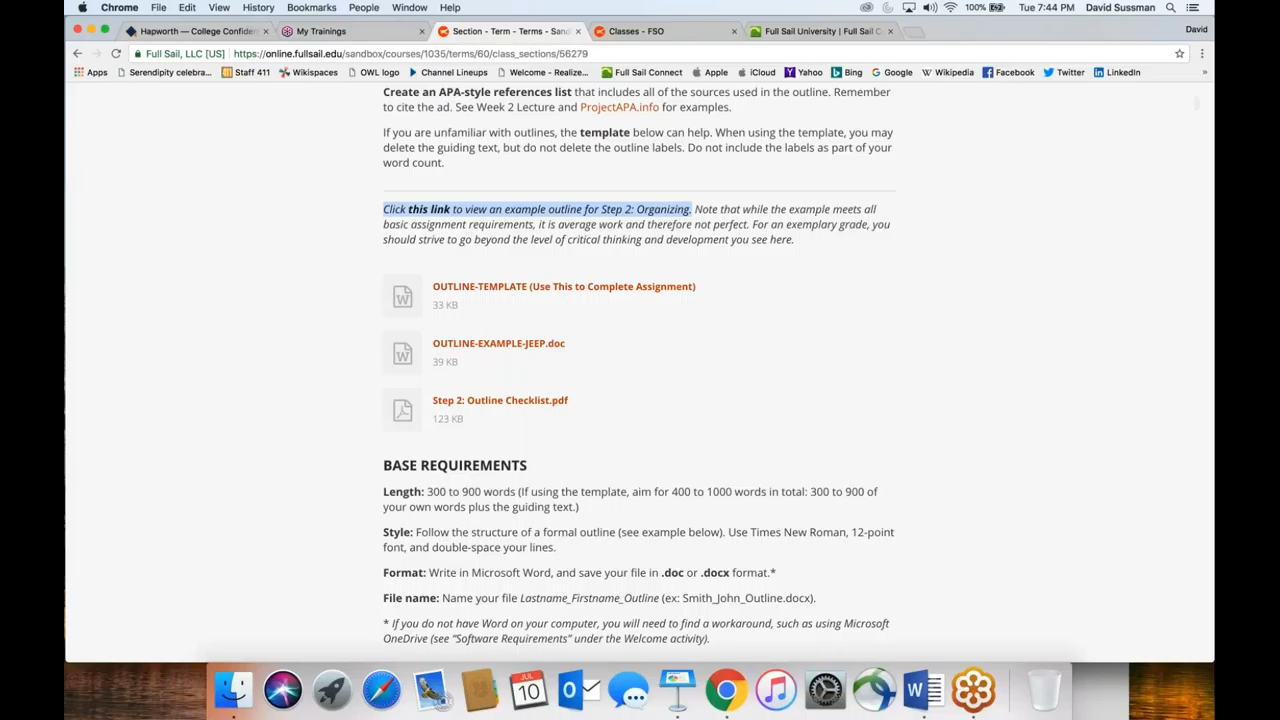 Chrome File Edit View History Bookmarks People Window Help 100% Tue 7:44 PM David Sussman
Hapworth — College Confiden × My Trainings × Section - Term - Terms - San × Classes - FSO × Full Sail University | Full Sail C × David
Full Sail, LLC [US] https://online.fullsail.edu/sandbox/courses/1035/terms/60/class_sections/56279
Apps Serendipity celebra... Staff 411 Wikispaces OWL logo Channel Lineups Welcome - Realize... Full Sail Connect Apple iCloud Yahoo Bing Google Wikipedia Facebook Twitter LinkedIn »
Create an APA-style references list that includes all of the sources used in the outline. Remember
to cite the ad. See Week 2 Lecture and ProjectAPA.info for examples.
If you are unfamiliar with outlines, the template below can help. When using the template, you may
delete the guiding text, but do not delete the outline labels. Do not include the labels as part of your
word count.
Click this link to view an example outline for Step 2: Organizing. Note that while the example meets all
basic assignment requirements, it is average work and therefore not perfect. For an exemplary grade, you
should strive to go beyond the level of critical thinking and development you see here.
OUTLINE-TEMPLATE (Use This to Complete Assignment)
33 KB
OUTLINE-EXAMPLE-JEEP.doc
39 KB
Step 2: Outline Checklist.pdf
123 KB
BASE REQUIREMENTS
Length: 300 to 900 words (If using the template, aim for 400 to 1000 words in total: 300 to 900 of
your own words plus the guiding text.)
Style: Follow the structure of a formal outline (see example below). Use Times New Roman, 12-point
font, and double-space your lines.
Format: Write in Microsoft Word, and save your file in .doc or .docx format.*
File name: Name your file Lastname_Firstname_Outline (ex: Smith_John_Outline.docx).
* If you do not have Word on your computer, you will need to find a workaround, such as using Microsoft
OneDrive (see “Software Requirements” under the Welcome activity).
JUL
10